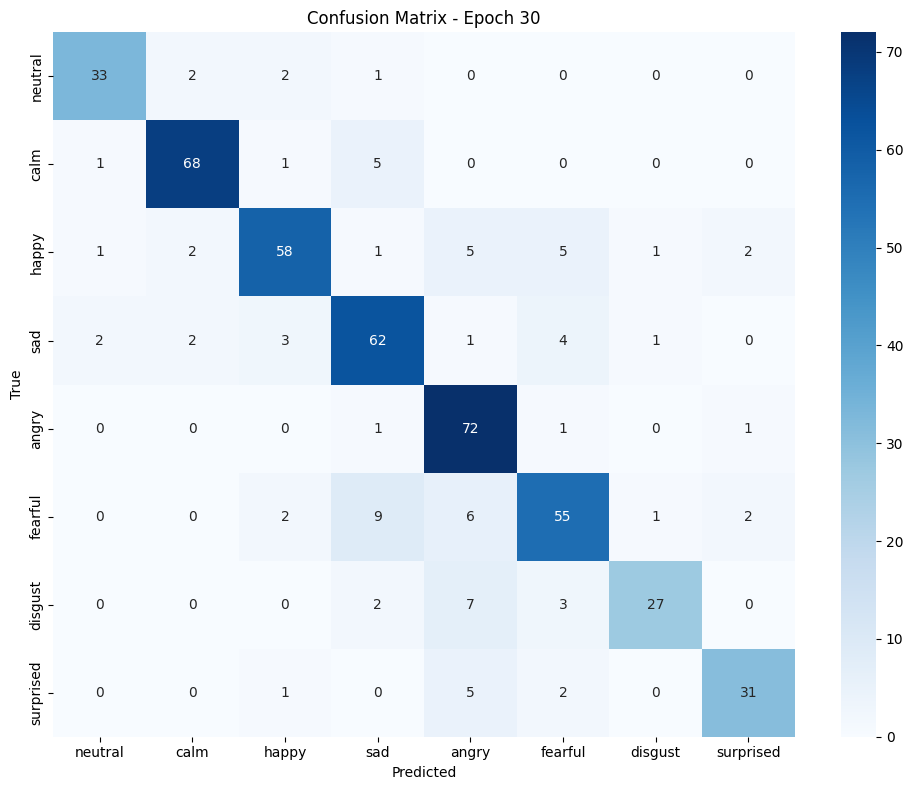 Confusion Matrix - Epoch 30
True
neutral 33 2 2 1 0 0 0 0
calm 1 68 1 5 0 0 0 0
happy 1 2 58 1 5 5 1 2
sad 2 2 3 62 1 4 1 0
angry 0 0 0 1 72 1 0 1
fearful 0 0 2 9 6 55 1 2
disgust 0 0 0 2 7 3 27 0
surprised 0 0 1 0 5 2 0 31
neutral calm happy sad angry fearful disgust surprised
Predicted
70
60
50
40
30
20
10
0